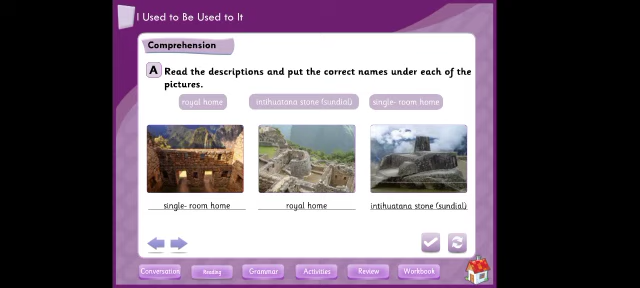 I Used to Be Used to It
Comprehension
A Read the descriptions and put the correct names under each of the
pictures.
royal home intihuatana stone (sundial) single- room home
single- room home royal home intihuatana stone (sundial)
Conversation Reading Grammar Activities Review Workbook